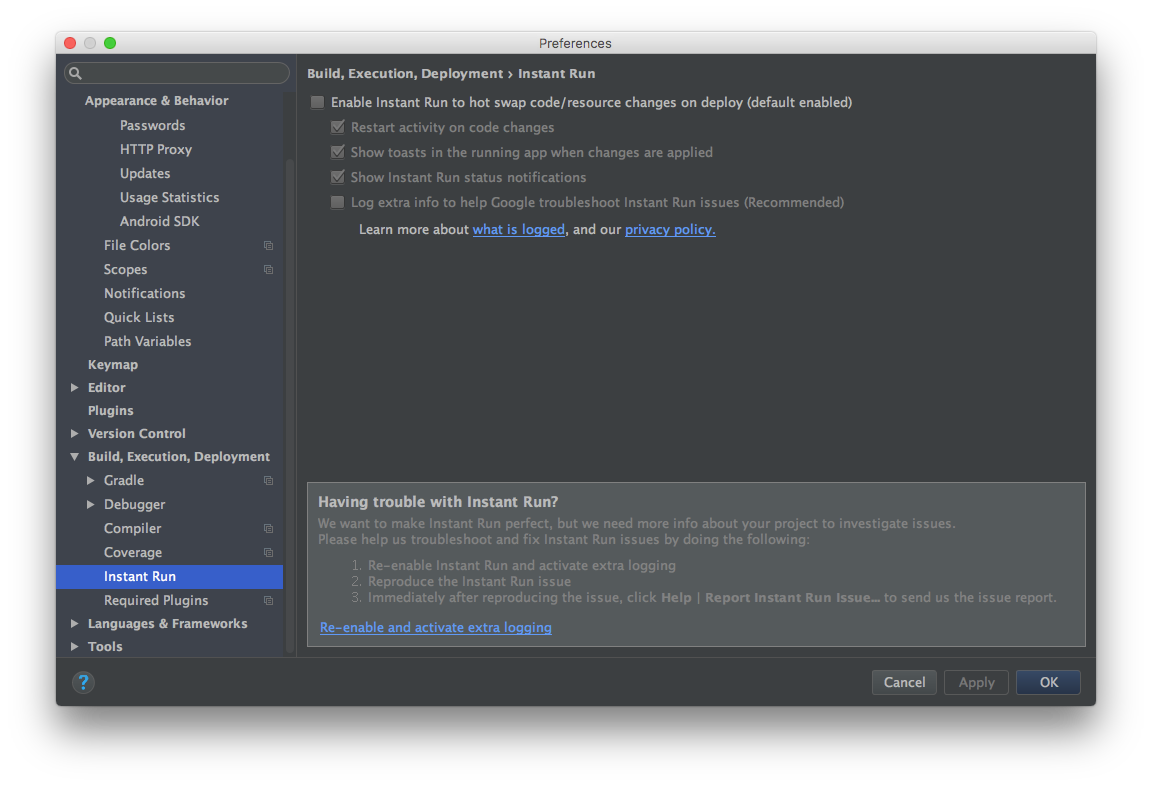 Preferences
Appearance & Behavior
Passwords
HTTP Proxy
Updates
Usage Statistics
Android SDK
File Colors
Scopes
Notifications
Quick Lists
Path Variables
Keymap
Editor
Plugins
Version Control
Build, Execution, Deployment
Gradle
Debugger
Compiler
Coverage
Instant Run
Required Plugins
Languages & Frameworks
Tools
Build, Execution, Deployment › Instant Run
Enable Instant Run to hot swap code/resource changes on deploy (default enabled)
Restart activity on code changes
Show toasts in the running app when changes are applied
Show Instant Run status notifications
Log extra info to help Google troubleshoot Instant Run issues (Recommended)
Learn more about what is logged, and our privacy policy.
Having trouble with Instant Run?
We want to make Instant Run perfect, but we need more info about your project to investigate issues.
Please help us troubleshoot and fix Instant Run issues by doing the following:
1. Re-enable Instant Run and activate extra logging
2. Reproduce the Instant Run issue
3. Immediately after reproducing the issue, click Help | Report Instant Run Issue... to send us the issue report.
Re-enable and activate extra logging
?
Cancel
Apply
OK